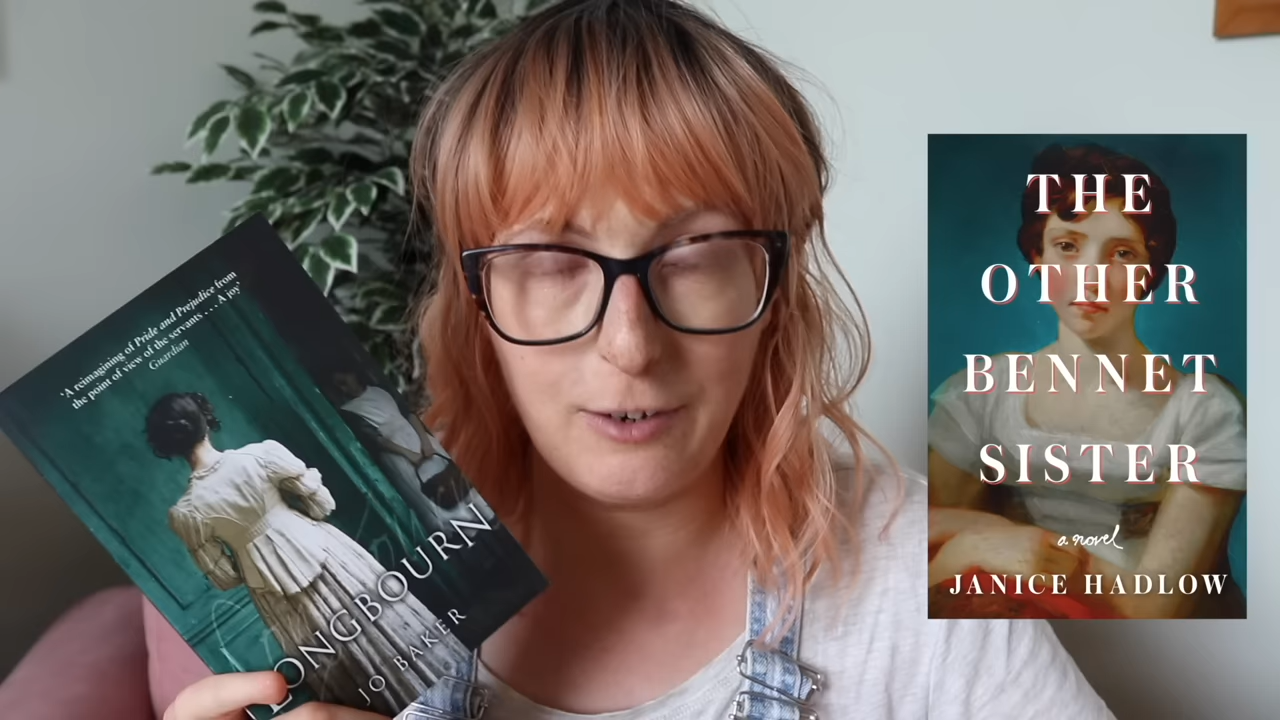 'A reimagining of Pride and Prejudice from
the point of view of the servants . . . A joy'
Guardian
LONGBOURN
JO BAKER
THE
OTHER
BENNET
SISTER
a novel
JANICE HADLOW